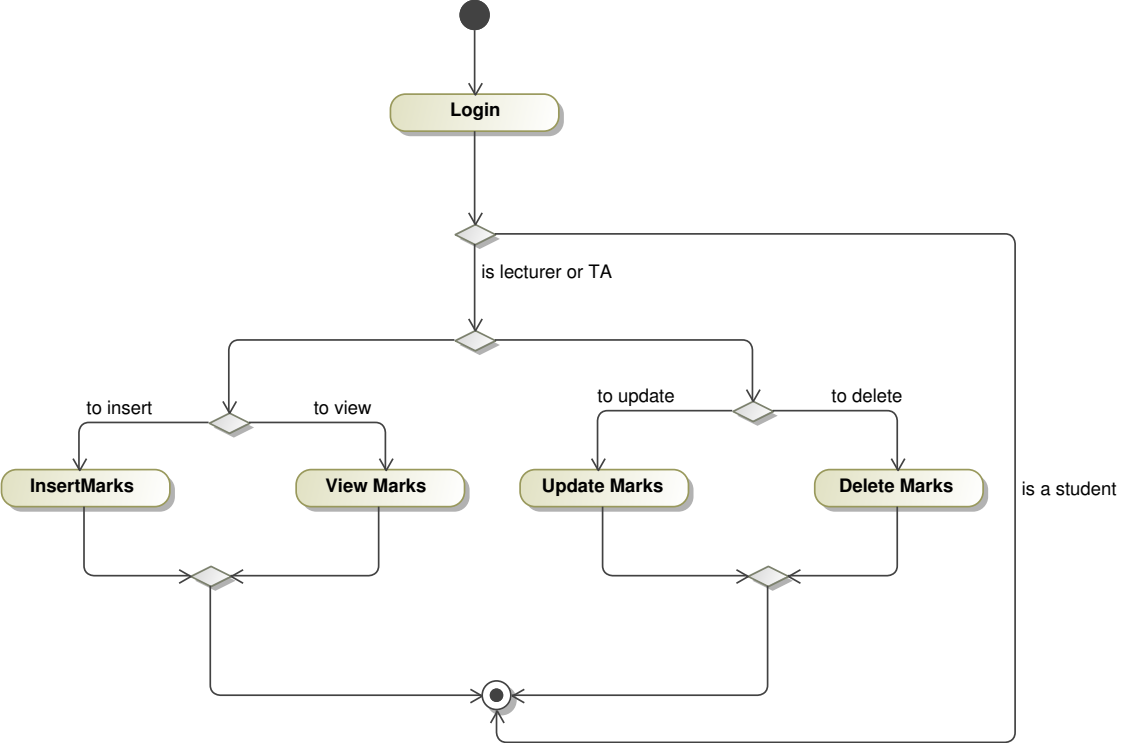 Login
is lecturer or TA
to insert
to view
to update
to delete
InsertMarks
View Marks
Update Marks
Delete Marks
is a student